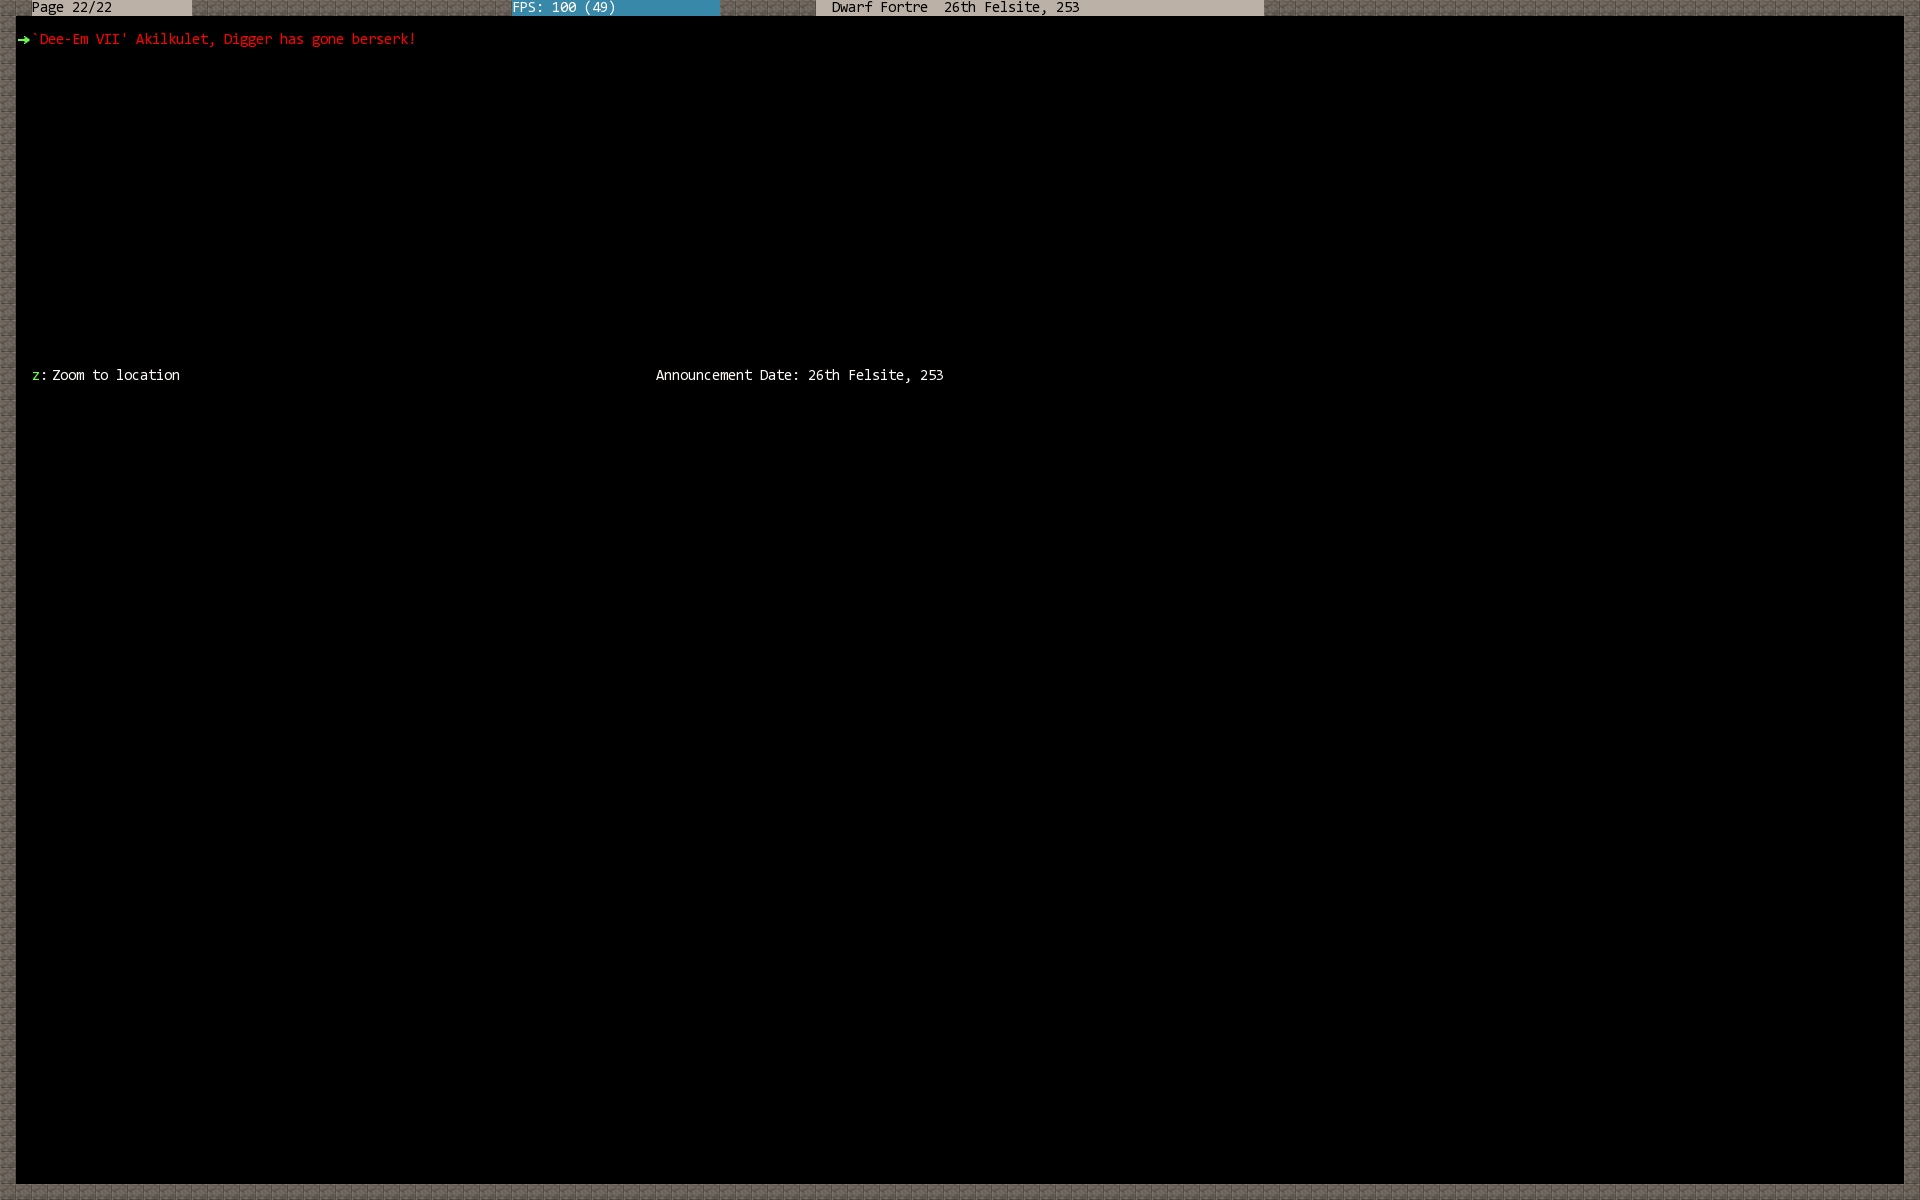 Page 22/22 FPS: 100 (49) Dwarf Fortre 26th Felsite, 253
→`Dee-Em VII' Akilkulet, Digger has gone berserk!
z: Zoom to location Announcement Date: 26th Felsite, 253